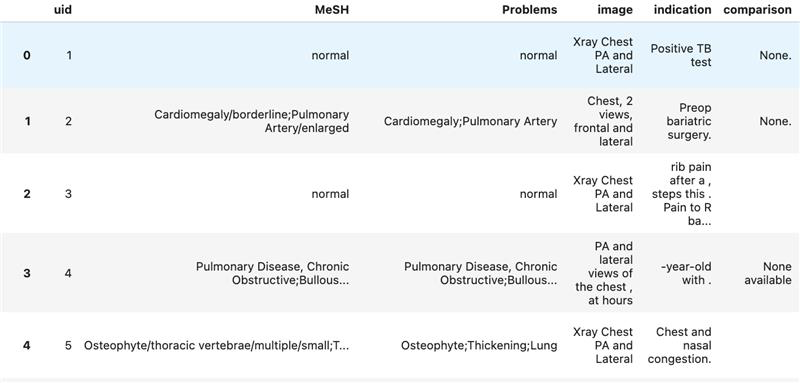 uid MeSH Problems image indication comparison
0 1 normal normal Xray Chest PA and Lateral Positive TB test None.
1 2 Cardiomegaly/borderline;Pulmonary Artery/enlarged Cardiomegaly;Pulmonary Artery Chest, 2 views, frontal and lateral Preop bariatric surgery. None.
2 3 normal normal Xray Chest PA and Lateral rib pain after a , steps this . Pain to R ba...
3 4 Pulmonary Disease, Chronic Obstructive;Bullous... Pulmonary Disease, Chronic Obstructive;Bullous... PA and lateral views of the chest , at hours -year-old with . None available
4 5 Osteophyte/thoracic vertebrae/multiple/small;T... Osteophyte;Thickening;Lung Xray Chest PA and Lateral Chest and nasal congestion.